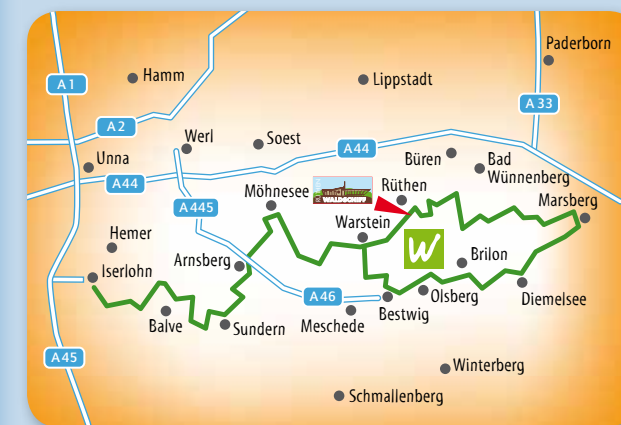 Paderborn
Hamm
Lippstadt
A1
A33
A2
Werl
Soest
A44
Büren
Bad
Wünnenberg
Unna
A44
Möhnesee
WALDSCHIFF
Rüthen
Marsberg
A445
Warstein
Hemer
W
Iserlohn
Arnsberg
Brilon
A46
Olsberg
Diemelsee
Balve
Sundern
Meschede
Bestwig
A45
Winterberg
Schmallenberg